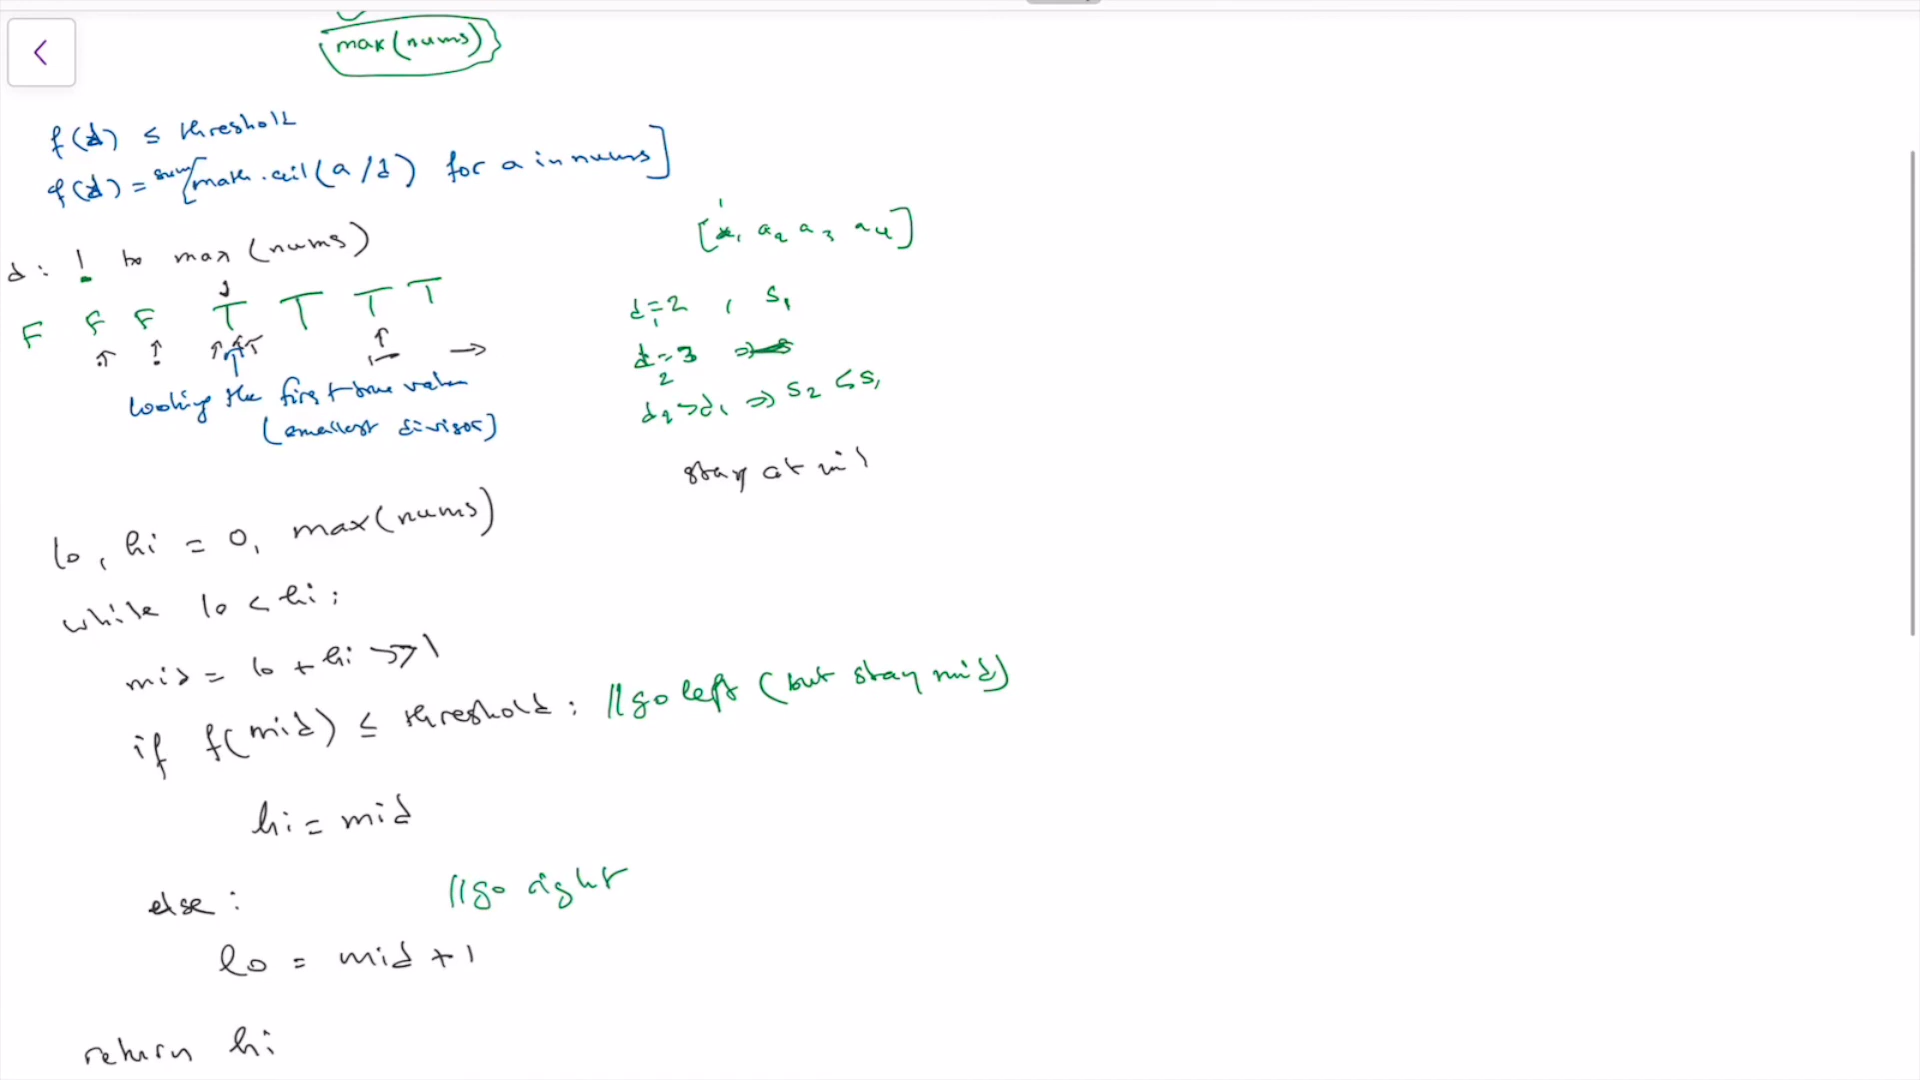 max(nums)
f(d) ≤ threshold
f(d) = sum[math.ceil(a/d) for a in nums]
d: 1 to max(nums)
F F F T T T T
looking the first true value
(smallest divisor)
[a₁ a₂ a₃ a₄]
d₁=2, s₁
d₂=3 =>
d₂>d₁ => s₂ ≤ s₁
stay at mid
lo, hi = 0, max(nums)
while lo < hi:
mid = lo + hi >> 1
if f(mid) ≤ threshold: //go left (but stay mid)
hi = mid
else: //go right
lo = mid + 1
return hi